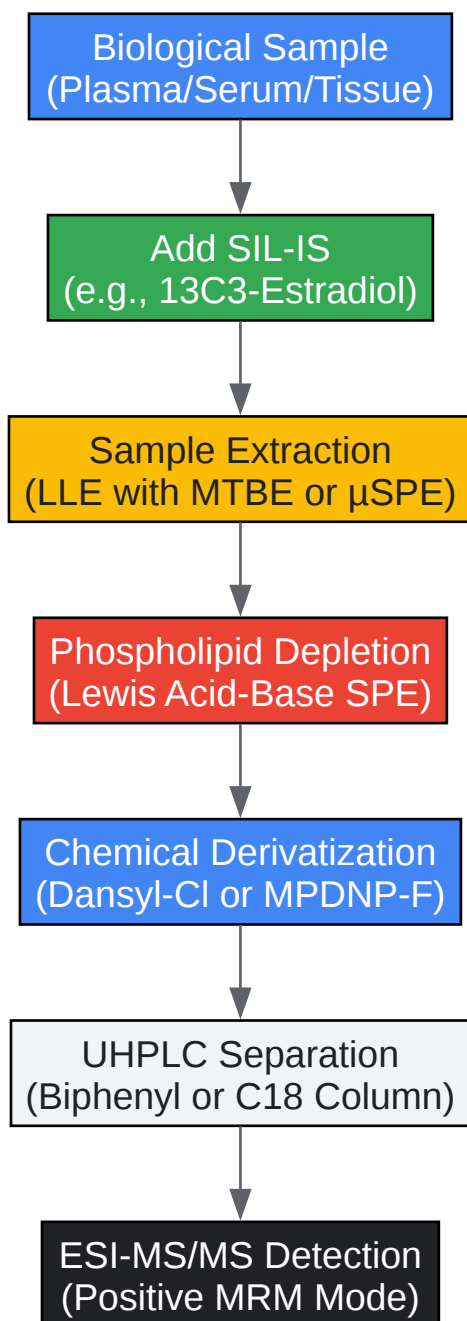 Biological Sample
(Plasma/Serum/Tissue)
Add SIL-IS
(e.g., 13C3-Estradiol)
Sample Extraction
(LLE with MTBE or µSPE)
Phospholipid Depletion
(Lewis Acid-Base SPE)
Chemical Derivatization
(Dansyl-Cl or MPDNP-F)
UHPLC Separation
(Biphenyl or C18 Column)
ESI-MS/MS Detection
(Positive MRM Mode)